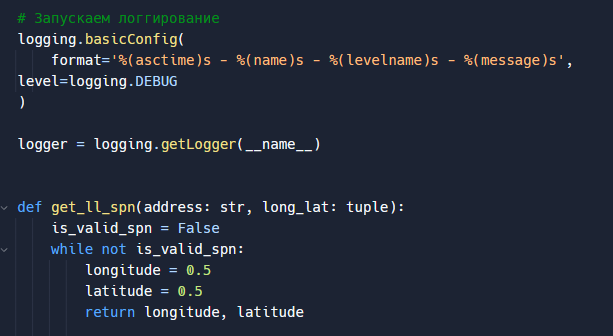 # Запускаем логгирование
logging.basicConfig(
    format='%(asctime)s - %(name)s - %(levelname)s - %(message)s',
level=logging.DEBUG
)
logger = logging.getLogger(__name__)
def get_ll_spn(address: str, long_lat: tuple):
    is_valid_spn = False
    while not is_valid_spn:
        longitude = 0.5
        latitude = 0.5
        return longitude, latitude